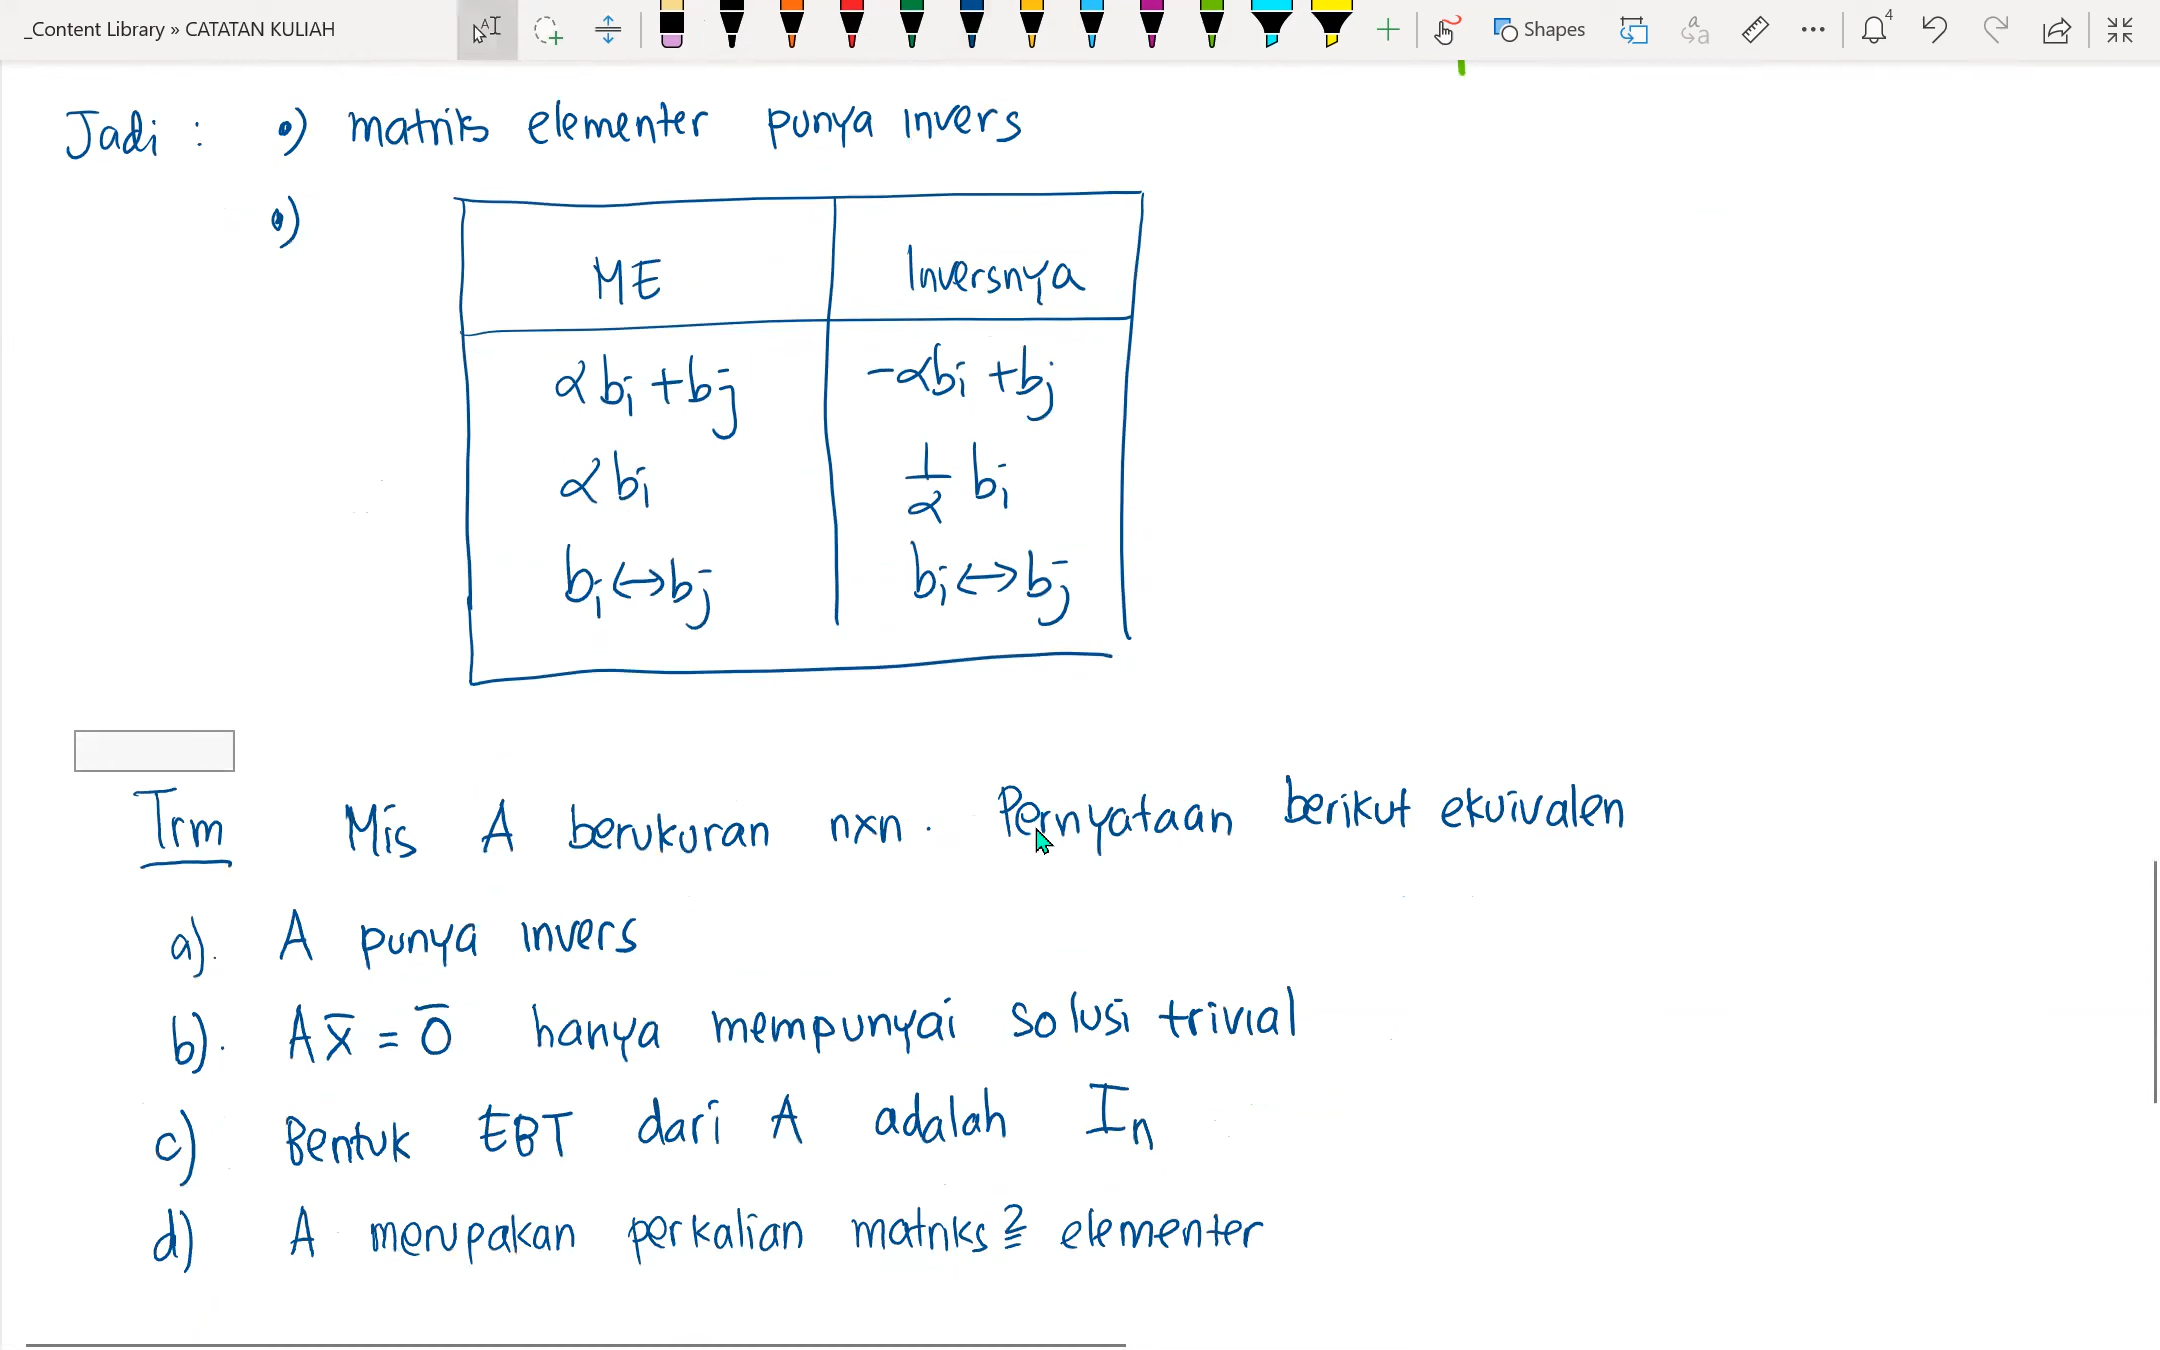 _Content Library » CATATAN KULIAH
Shapes
4
Jadi : •) matriks elementer punya invers
•)
ME Inversnya
αbi + bj -αbi + bj
αbi 1/α bi
bi ↔ bj bi ↔ bj
Trm Mis A berukuran nxn. Pernyataan berikut ekuivalen
a). A punya invers
b). Ax̄ = 0̄ hanya mempunyai solusi trivial
c) Bentuk EBT dari A adalah In
d) A merupakan perkalian matriks2 elementer